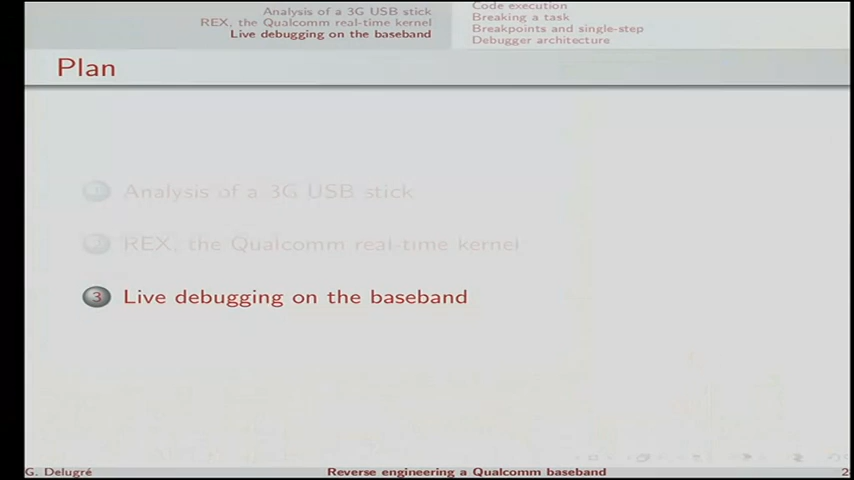 Analysis of a 3G USB stick
REX, the Qualcomm real-time kernel
Live debugging on the baseband
Code execution
Breaking a task
Breakpoints and single-step
Debugger architecture
Plan
1 Analysis of a 3G USB stick
2 REX, the Qualcomm real-time kernel
3 Live debugging on the baseband
G. Delugré
Reverse engineering a Qualcomm baseband